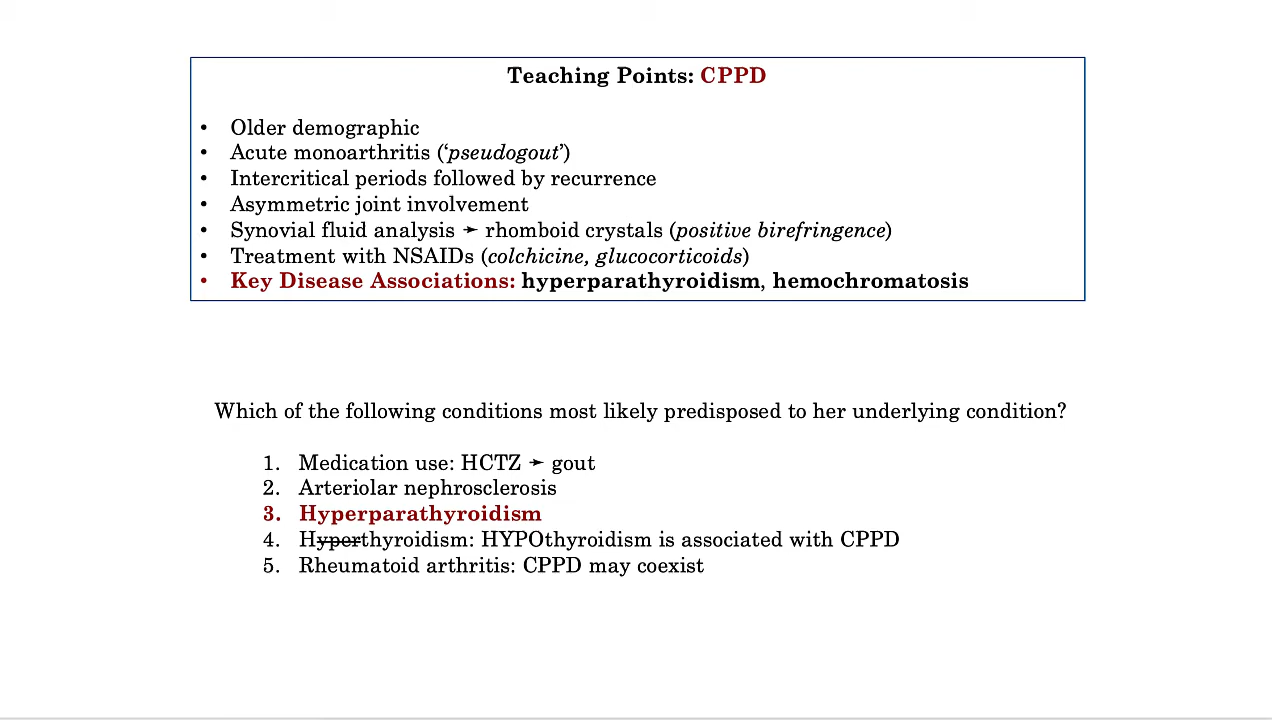 Teaching Points: CPPD
• Older demographic
• Acute monoarthritis (‘pseudogout’)
• Intercritical periods followed by recurrence
• Asymmetric joint involvement
• Synovial fluid analysis ➛ rhomboid crystals (positive birefringence)
• Treatment with NSAIDs (colchicine, glucocorticoids)
• Key Disease Associations: hyperparathyroidism, hemochromatosis
Which of the following conditions most likely predisposed to her underlying condition?
1. Medication use: HCTZ ➛ gout
2. Arteriolar nephrosclerosis
3. Hyperparathyroidism
4. Hyperthyroidism: HYPOthyroidism is associated with CPPD
5. Rheumatoid arthritis: CPPD may coexist